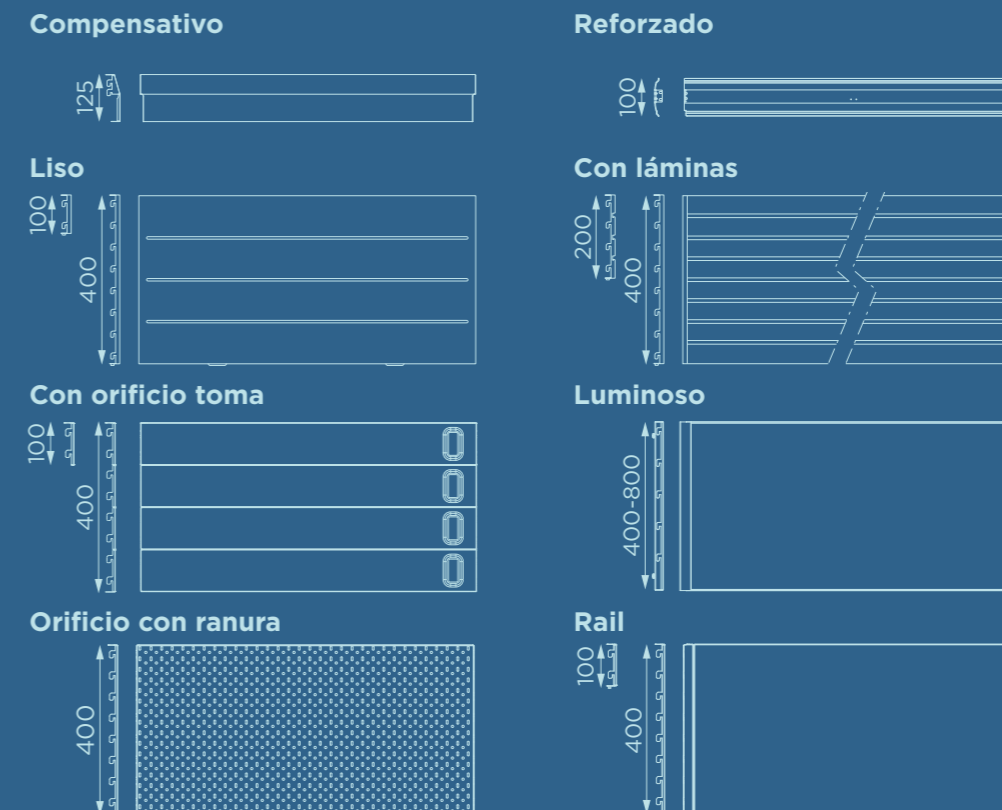 Compensativo
125
Reforzado
100
Liso
100
400
Con láminas
200
400
Con orificio toma
100
400
Luminoso
400-800
Orificio con ranura
400
Rail
100
400